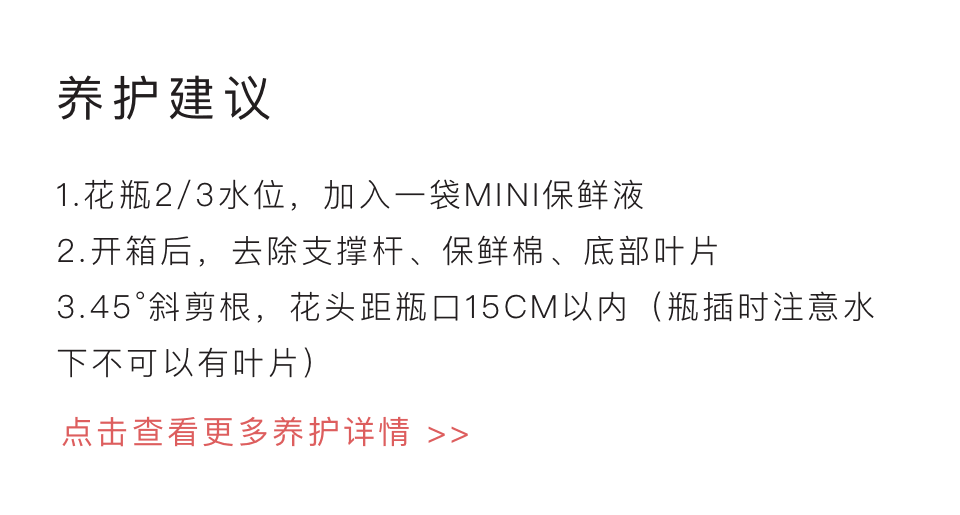 养护建议
1.花瓶2/3水位，加入一袋MINI保鲜液
2.开箱后，去除支撑杆、保鲜棉、底部叶片
3.45°斜剪根，花头距瓶口15CM以内（瓶插时注意水
下不可以有叶片）
点击查看更多养护详情 >>